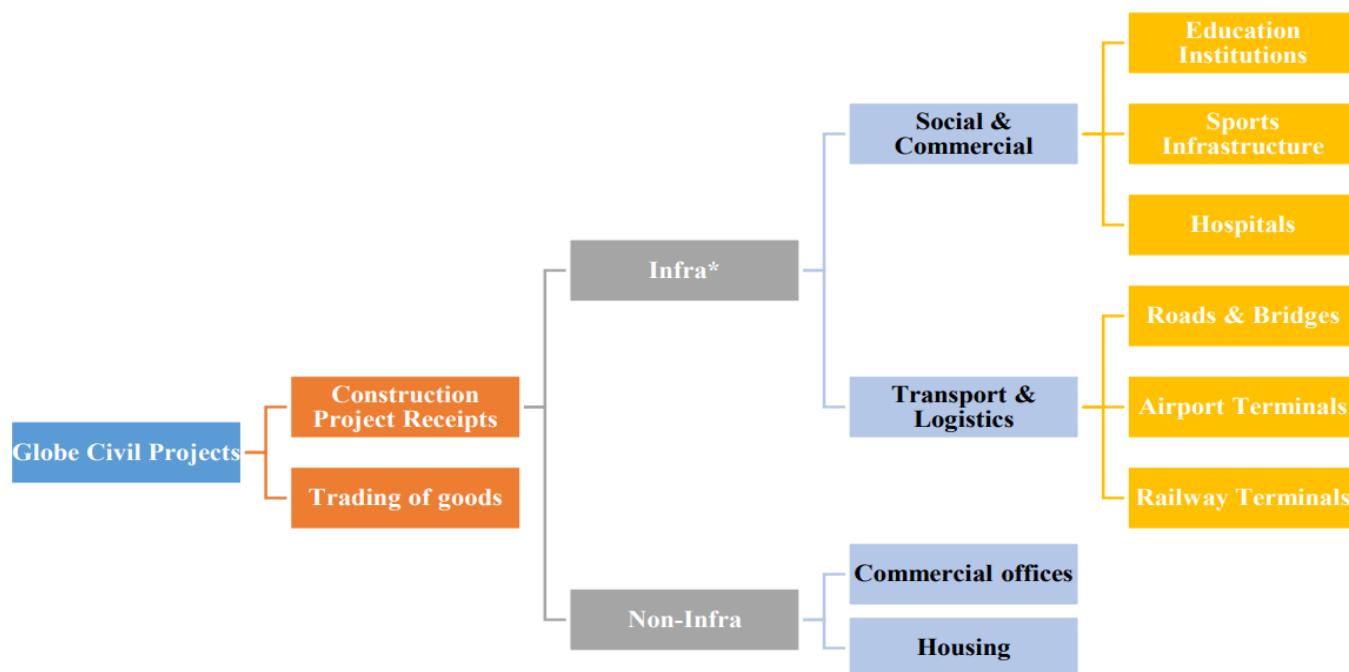 Globe Civil Projects
Construction
Project Receipts
Trading of goods
Infra*
Non-Infra
Social &
Commercial
Transport &
Logistics
Commercial offices
Housing
Education
Institutions
Sports
Infrastructure
Hospitals
Roads & Bridges
Airport Terminals
Railway Terminals